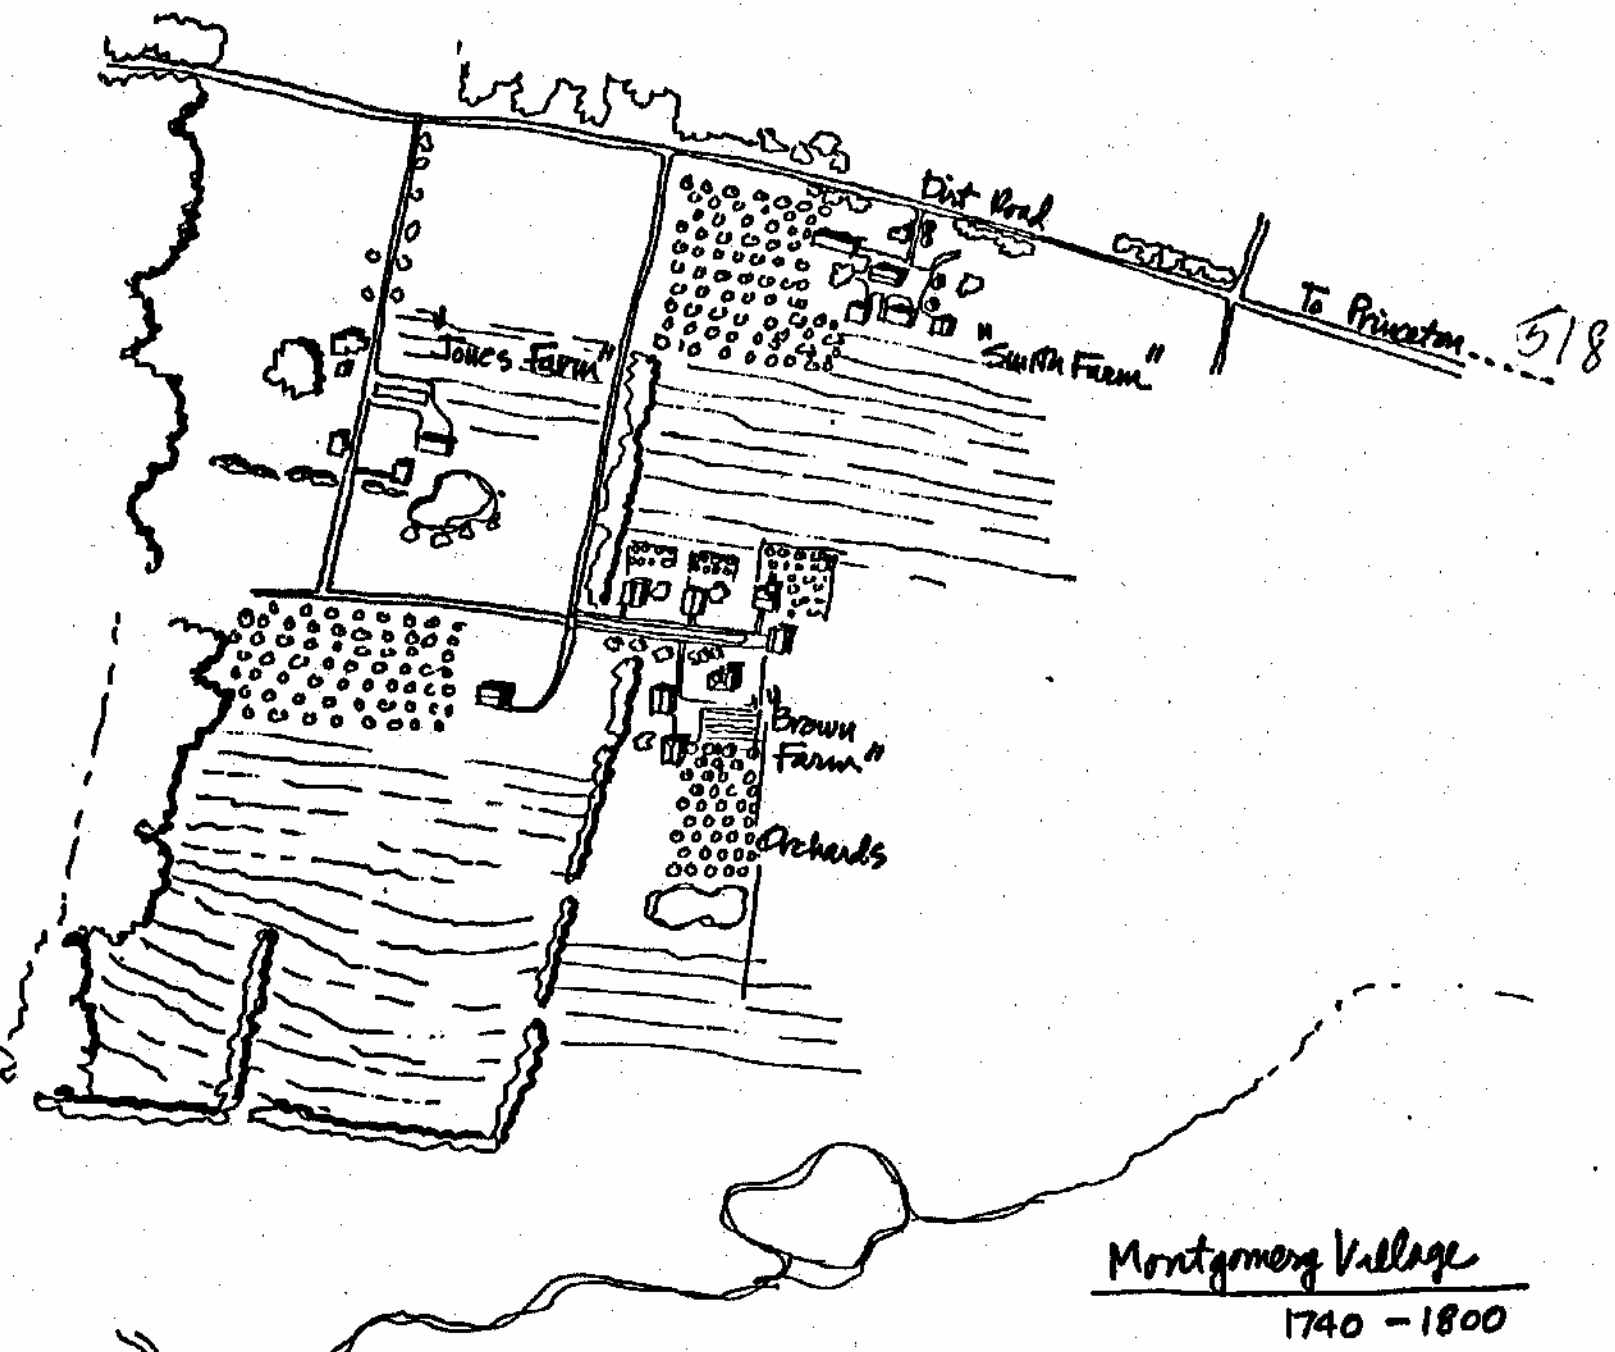 Dirt Road
To Princeton 518
"Jones Farm"
"Smith Farm"
"Brown
Farm"
Orchards
Montgomery Village
1740 - 1800